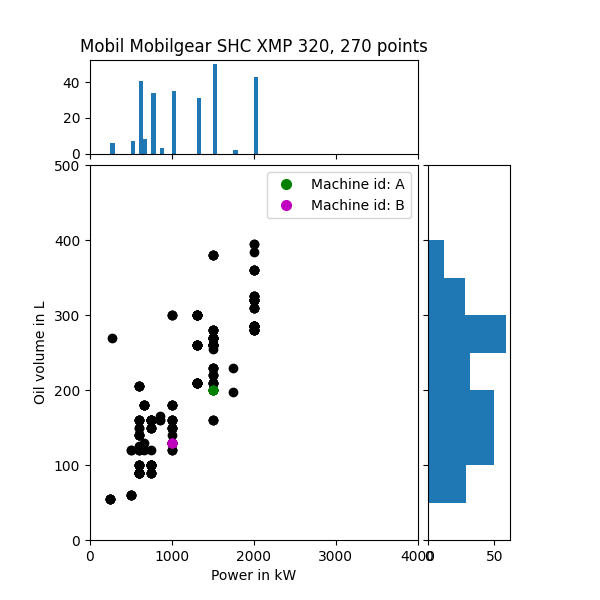 Mobil Mobilgear SHC XMP 320, 270 points
40
20
0
500
400
300
200
100
0
Oil volume in L
Machine id: A
Machine id: B
0 1000 2000 3000 4000
0 50
Power in kW